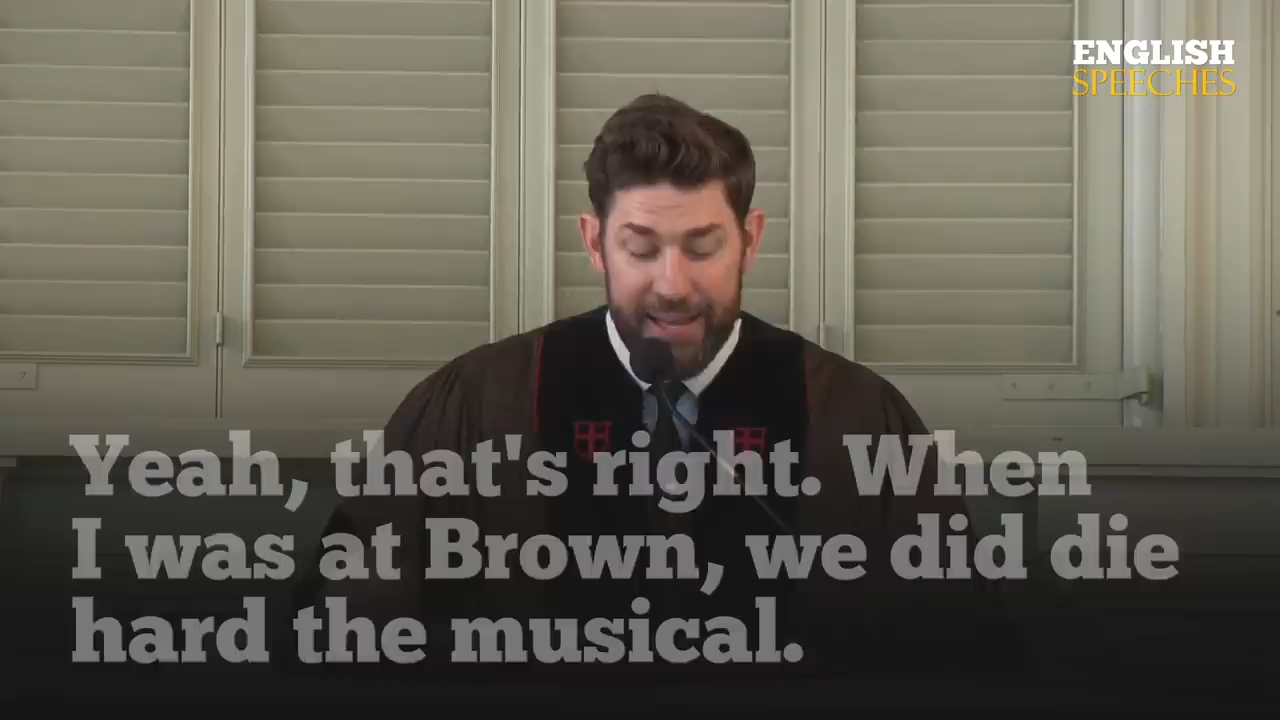 ENGLISH
SPEECHES
Yeah, that's right. When
I was at Brown, we did die
hard the musical.